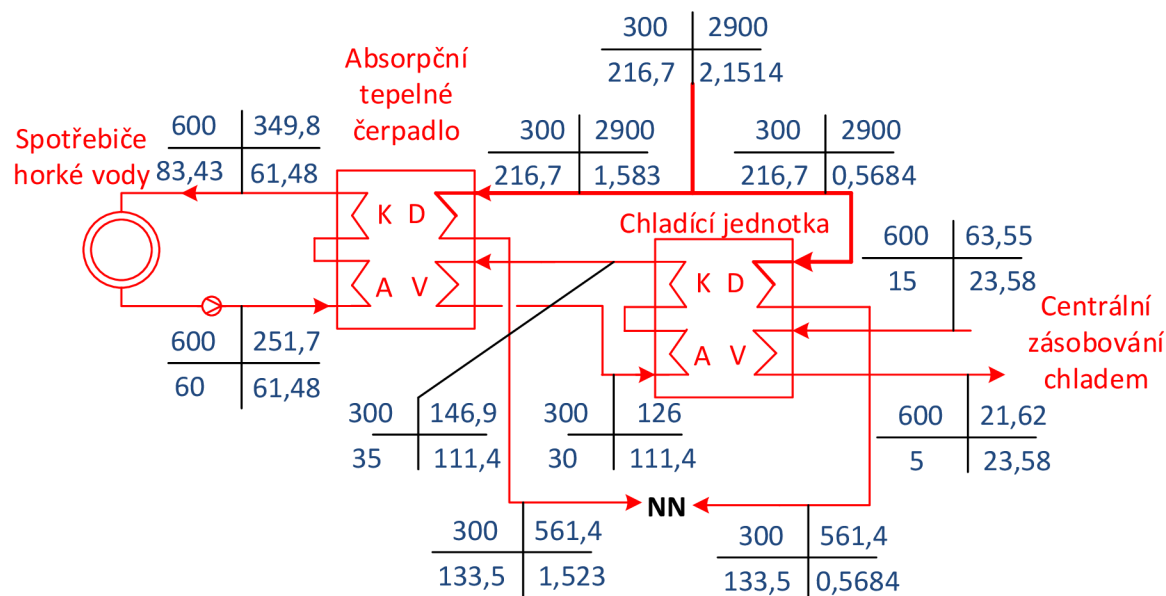 300 2900
216,7 2,1514
Absorpční
tepelné
čerpadlo
600 349,8
83,43 61,48
300 2900
216,7 1,583
300 2900
216,7 0,5684
Spotřebiče
horké vody
K D
A V
Chladící jednotka
K D
A V
600 63,55
15 23,58
Centrální
zásobování
chladem
600 251,7
60 61,48
300 146,9
35 111,4
300 126
30 111,4
600 21,62
5 23,58
NN
300 561,4
133,5 1,523
300 561,4
133,5 0,5684